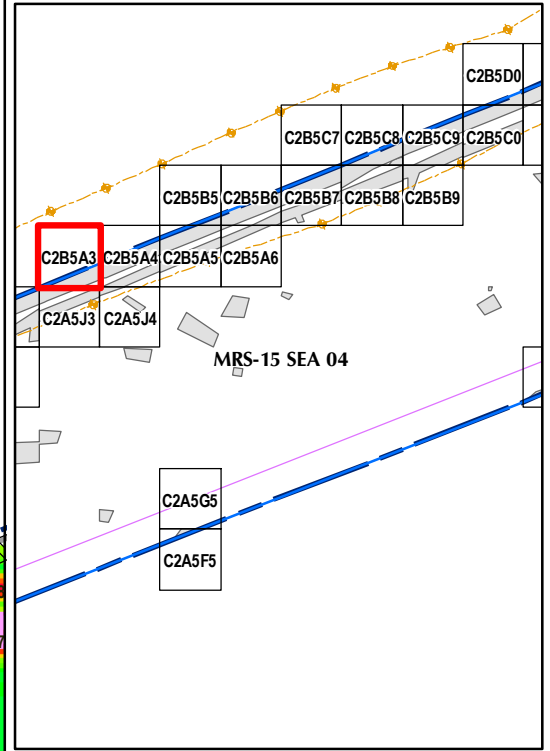 C2B5D0
C2B5C7 C2B5C8 C2B5C9 C2B5C0
C2B5B5 C2B5B6 C2B5B7 C2B5B8 C2B5B9
C2B5A3 C2B5A4 C2B5A5 C2B5A6
C2A5J3 C2A5J4
MRS-15 SEA 04
C2A5G5
C2A5F5